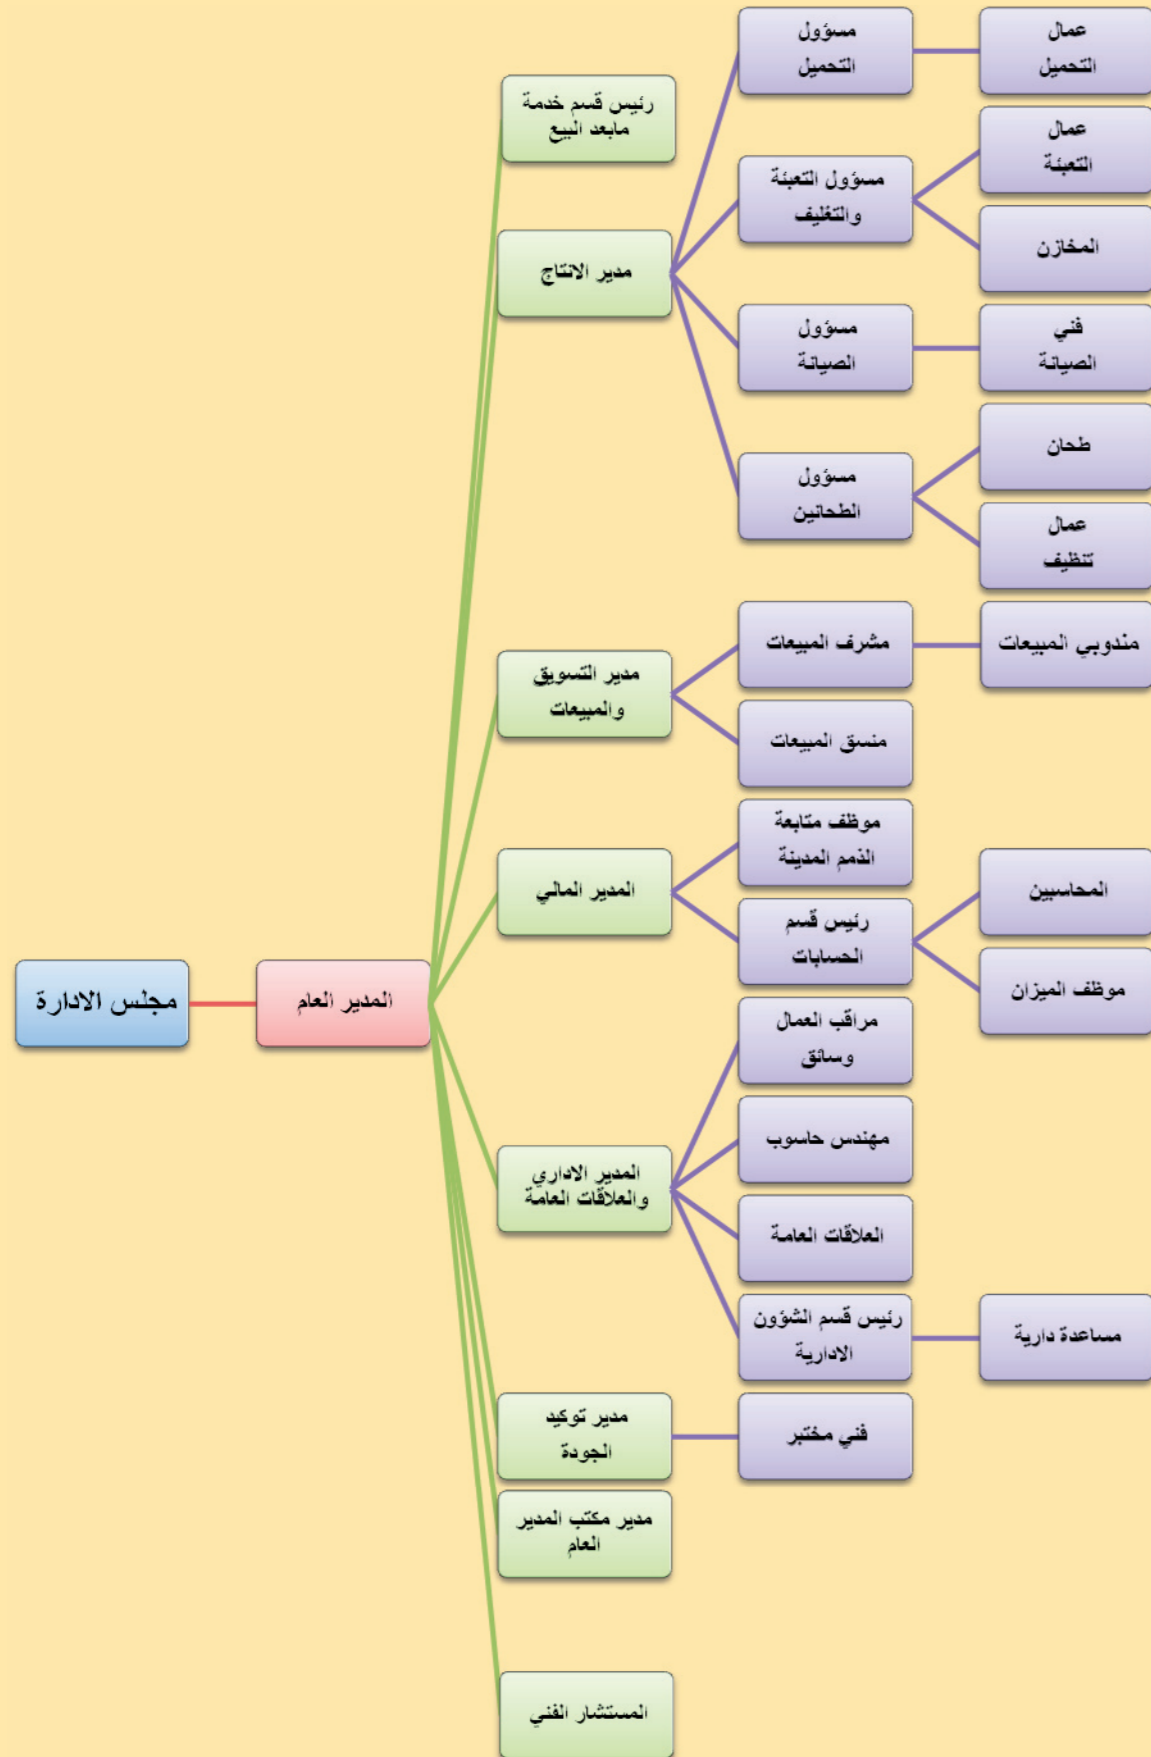 مجلس الادارة
المدير العام
رئيس قسم خدمة
مابعد البيع
مدير الانتاج
مسؤول
التحميل
عمال
التحميل
مسؤول التعبئة
والتغليف
عمال
التعبئة
المخازن
مسؤول
الصيانة
فني
الصيانة
مسؤول
الطحانين
طحان
عمال
تنظيف
مدير التسويق
والمبيعات
مشرف المبيعات
مندوبي المبيعات
منسق المبيعات
المدير المالي
موظف متابعة
الذمم المدينة
رئيس قسم
الحسابات
المحاسبين
موظف الميزان
المدير الاداري
والعلاقات العامة
مراقب العمال
وسائق
مهندس حاسوب
العلاقات العامة
رئيس قسم الشؤون
الادارية
مساعدة دارية
مدير توكيد
الجودة
فني مختبر
مدير مكتب المدير
العام
المستشار الفني